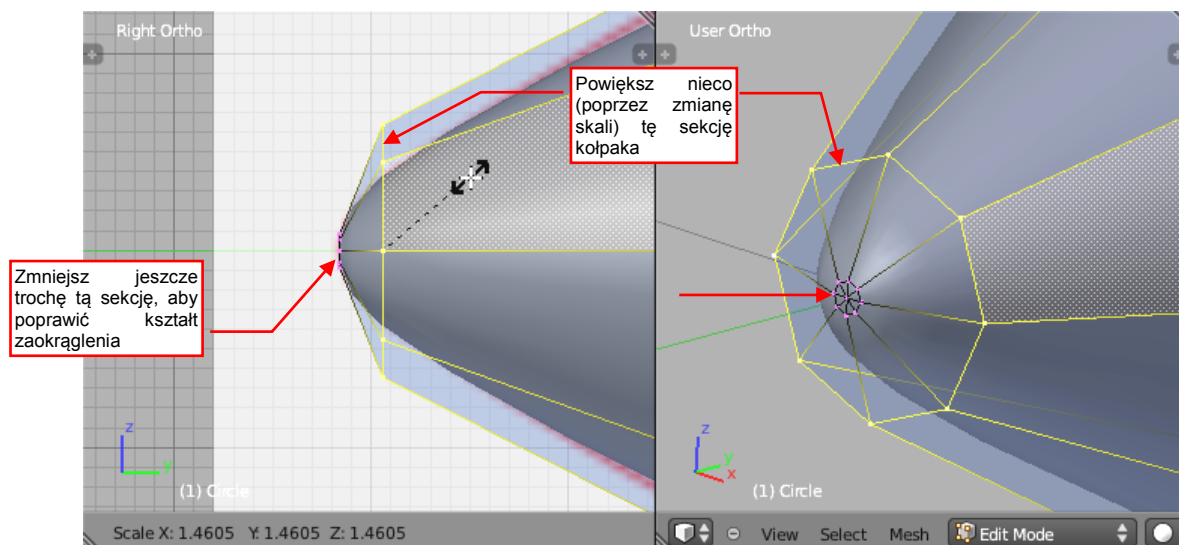 Right Ortho
User Ortho
Powiększ nieco
(poprzez zmianę
skali) tę sekcję
kołpaka
Zmniejsz jeszcze
trochę tą sekcję, aby
poprawić kształt
zaokrąglenia
z
y
(1) Circle
z
y
x
(1) Circle
Scale X: 1.4605 Y: 1.4605 Z: 1.4605
View Select Mesh Edit Mode